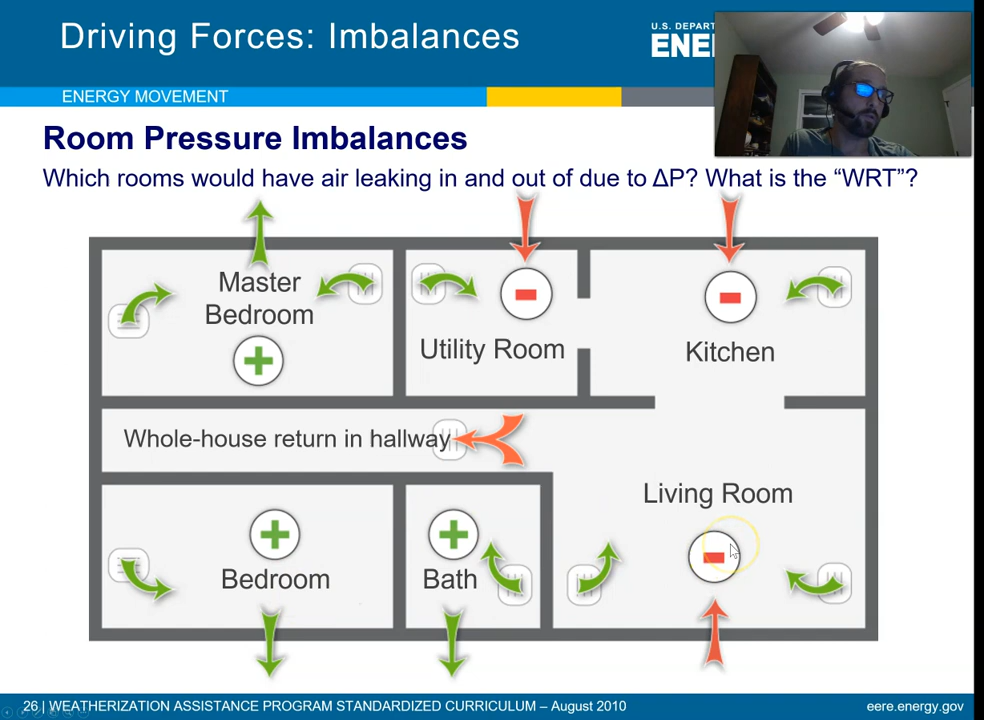 Driving Forces: Imbalances
U.S. DEPART
ENE
ENERGY MOVEMENT
Room Pressure Imbalances
Which rooms would have air leaking in and out of due to ΔP? What is the “WRT”?
Master
Bedroom
Utility Room
Kitchen
Whole-house return in hallway
Living Room
Bedroom
Bath
26 | WEATHERIZATION ASSISTANCE PROGRAM STANDARDIZED CURRICULUM – August 2010
eere.energy.gov